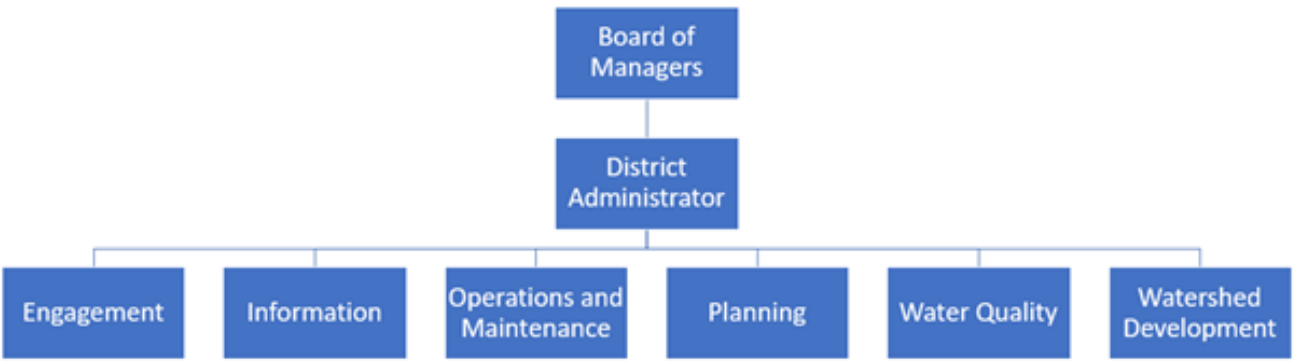 Board of
Managers
District
Administrator
Engagement
Information
Operations and
Maintenance
Planning
Water Quality
Watershed
Development